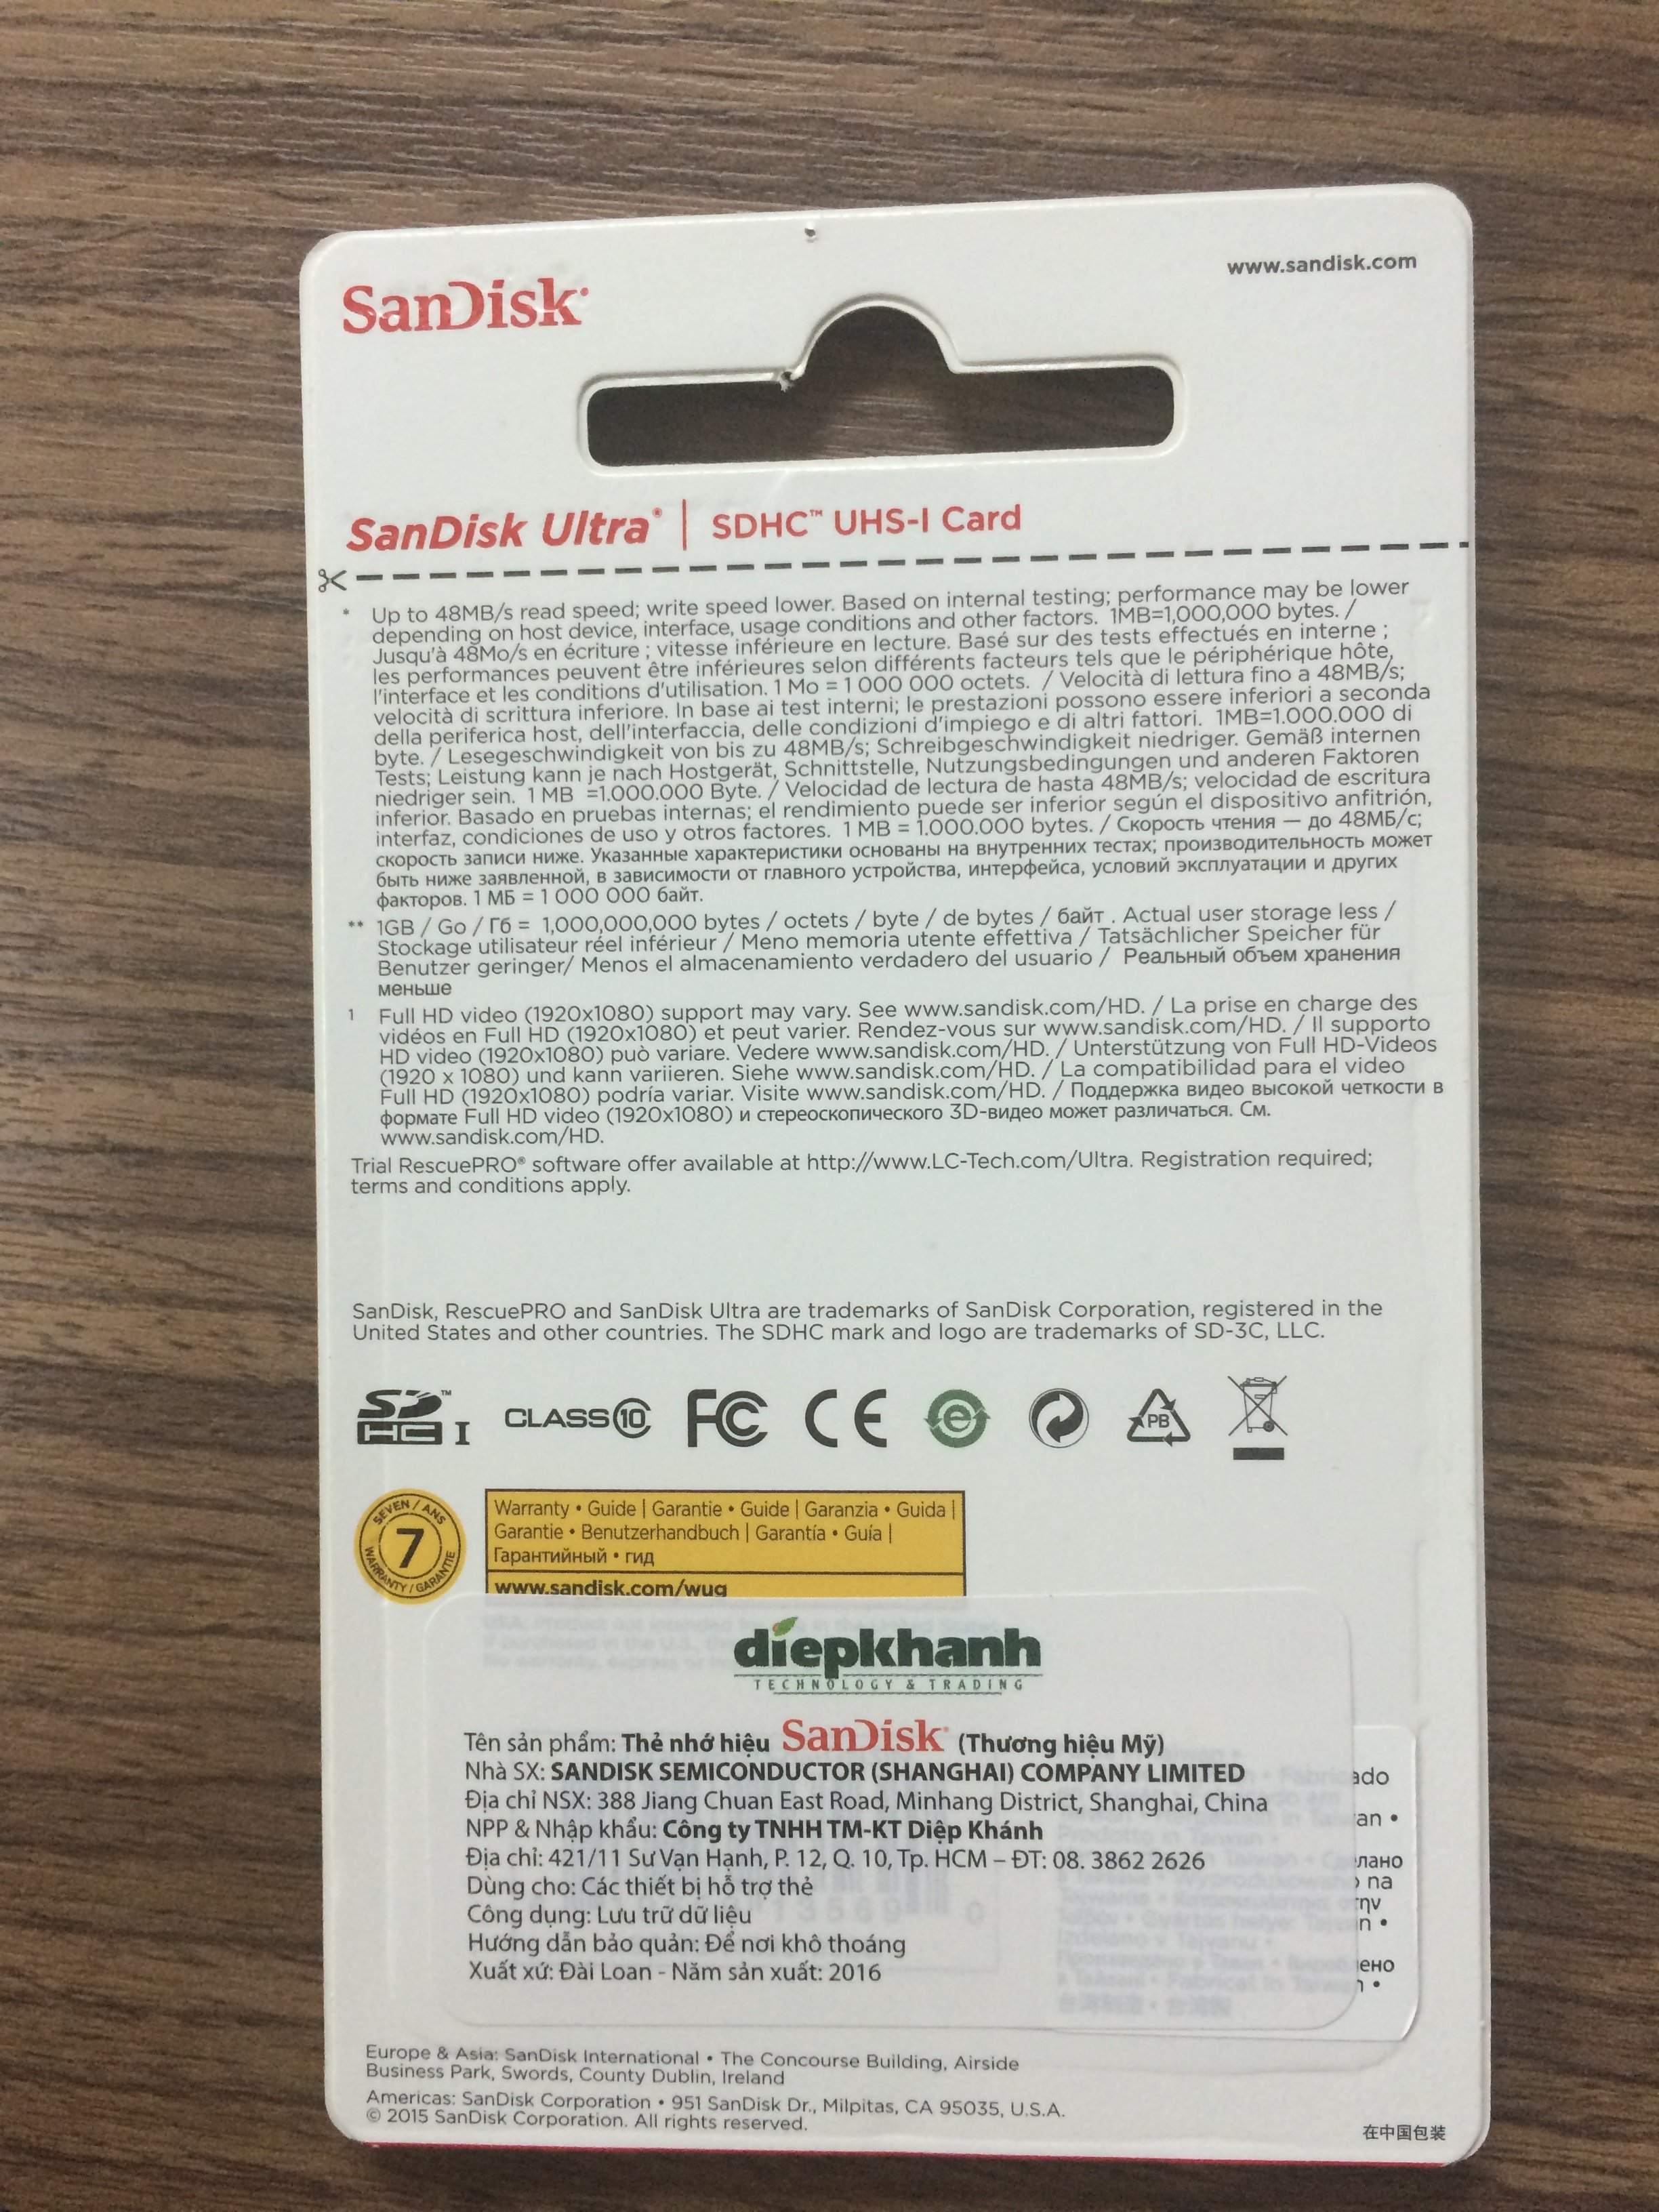 SanDisk®
www.sandisk.com
SanDisk Ultra® | SDHC™ UHS-I Card
* Up to 48MB/s read speed; write speed lower. Based on internal testing; performance may be lower
depending on host device, interface, usage conditions and other factors. 1MB=1,000,000 bytes. /
Jusqu'à 48Mo/s en écriture ; vitesse inférieure en lecture. Basé sur des tests effectués en interne ;
les performances peuvent être inférieures selon différents facteurs tels que le périphérique hôte,
l'interface et les conditions d'utilisation. 1 Mo = 1 000 000 octets. / Velocità di lettura fino a 48MB/s;
velocità di scrittura inferiore. In base ai test interni; le prestazioni possono essere inferiori a seconda
della periferica host, dell'interfaccia, delle condizioni d'impiego e di altri fattori. 1MB=1.000.000 di
byte. / Lesegeschwindigkeit von bis zu 48MB/s; Schreibgeschwindigkeit niedriger. Gemäß internen
Tests; Leistung kann je nach Hostgerät, Schnittstelle, Nutzungsbedingungen und anderen Faktoren
niedriger sein. 1 MB =1.000.000 Byte. / Velocidad de lectura de hasta 48MB/s; velocidad de escritura
inferior. Basado en pruebas internas; el rendimiento puede ser inferior según el dispositivo anfitrión,
interfaz, condiciones de uso y otros factores. 1 MB = 1.000.000 bytes. / Скорость чтения — до 48МБ/с;
скорость записи ниже. Указанные характеристики основаны на внутренних тестах; производительность может
быть ниже заявленной, в зависимости от главного устройства, интерфейса, условий эксплуатации и других
факторов. 1 МБ = 1 000 000 байт.
** 1GB / Go / Гб = 1,000,000,000 bytes / octets / byte / de bytes / байт . Actual user storage less /
Stockage utilisateur réel inférieur / Meno memoria utente effettiva / Tatsächlicher Speicher für
Benutzer geringer/ Menos el almacenamiento verdadero del usuario / Реальный объем хранения
меньше
1 Full HD video (1920x1080) support may vary. See www.sandisk.com/HD. / La prise en charge des
vidéos en Full HD (1920x1080) et peut varier. Rendez-vous sur www.sandisk.com/HD. / Il supporto
HD video (1920x1080) può variare. Vedere www.sandisk.com/HD. / Unterstützung von Full HD-Videos
(1920 x 1080) und kann variieren. Siehe www.sandisk.com/HD. / La compatibilidad para el video
Full HD (1920x1080) podría variar. Visite www.sandisk.com/HD. / Поддержка видео высокой четкости в
формате Full HD video (1920x1080) и стереоскопического 3D-видео может различаться. См.
www.sandisk.com/HD.
Trial RescuePRO® software offer available at http://www.LC-Tech.com/Ultra. Registration required;
terms and conditions apply.
SanDisk, RescuePRO and SanDisk Ultra are trademarks of SanDisk Corporation, registered in the
United States and other countries. The SDHC mark and logo are trademarks of SD-3C, LLC.
SD HC™ I CLASS 10 FC CE e PB
SEVEN / ANS
7
WARRANTY / GARANTIE
Warranty • Guide | Garantie • Guide | Garanzia • Guida |
Garantie • Benutzerhandbuch | Garantía • Guía |
Гарантийный • гид
www.sandisk.com/wug
diepkhanh
TECHNOLOGY & TRADING
Tên sản phẩm: Thẻ nhớ hiệu SanDisk® (Thương hiệu Mỹ)
Nhà SX: SANDISK SEMICONDUCTOR (SHANGHAI) COMPANY LIMITED
Địa chỉ NSX: 388 Jiang Chuan East Road, Minhang District, Shanghai, China
NPP & Nhập khẩu: Công ty TNHH TM-KT Diệp Khánh
Địa chỉ: 421/11 Sư Vạn Hạnh, P. 12, Q. 10, Tp. HCM – ĐT: 08. 3862 2626
Dùng cho: Các thiết bị hỗ trợ thẻ
Công dụng: Lưu trữ dữ liệu
Hướng dẫn bảo quản: Để nơi khô thoáng
Xuất xứ: Đài Loan - Năm sản xuất: 2016
Europe & Asia: SanDisk International • The Concourse Building, Airside
Business Park, Swords, County Dublin, Ireland
Americas: SanDisk Corporation • 951 SanDisk Dr., Milpitas, CA 95035, U.S.A.
© 2015 SanDisk Corporation. All rights reserved.
在中国包装